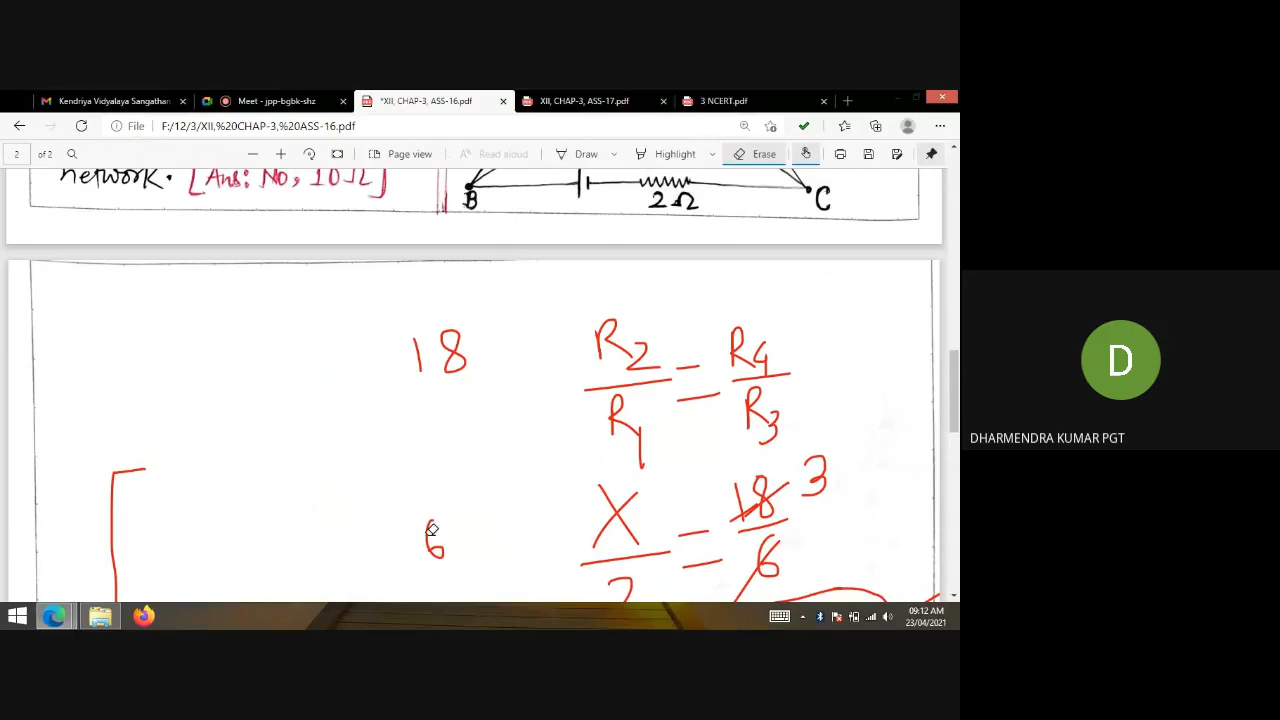 Kendriya Vidyalaya Sangathan
Meet - jpp-bgbk-shz
*XII, CHAP-3, ASS-16.pdf
XII, CHAP-3, ASS-17.pdf
3 NCERT.pdf
File
F:/12/3/XII,%20CHAP-3,%20ASS-16.pdf
2
of 2
Page view
Read aloud
Draw
Highlight
Erase
network. [Ans: No, 10Ω]
B
2Ω
C
18
R2/R1 = R4/R3
X/2 = 18/6 3
6
D
DHARMENDRA KUMAR PGT
09:12 AM
23/04/2021